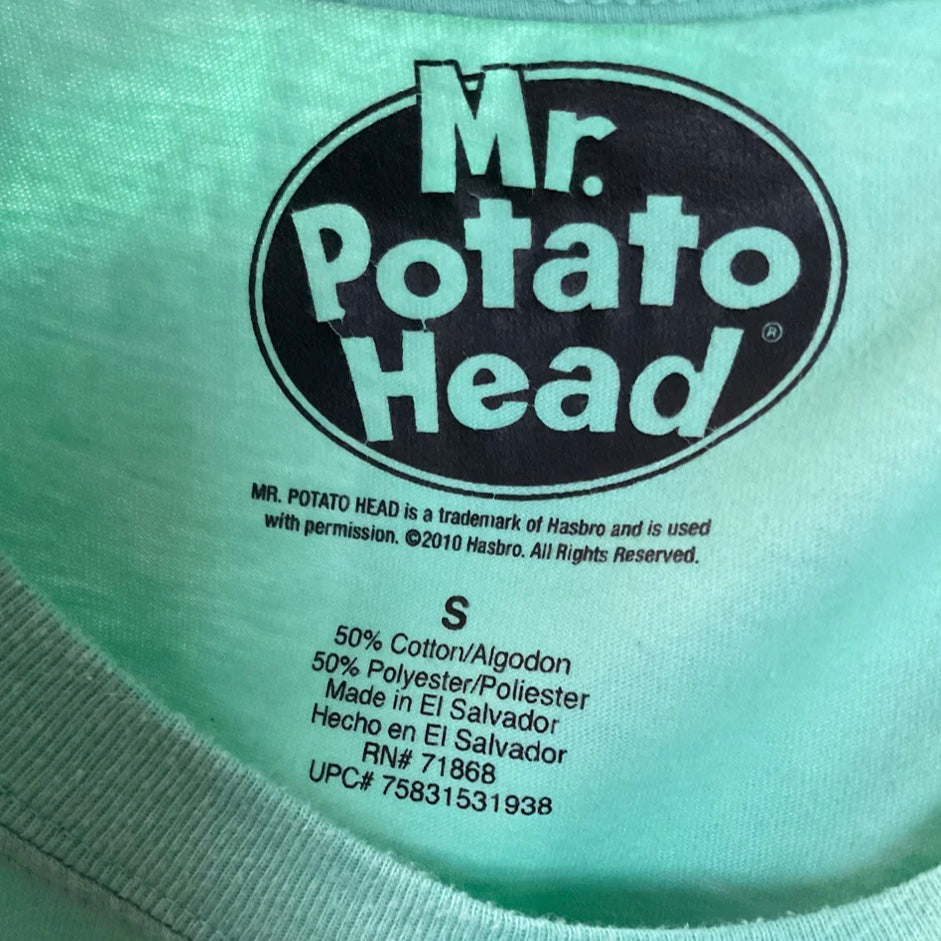 Mr.
Potato
Head®
MR. POTATO HEAD is a trademark of Hasbro and is used
with permission. ©2010 Hasbro. All Rights Reserved.
S
50% Cotton/Algodon
50% Polyester/Poliester
Made in El Salvador
Hecho en El Salvador
RN# 71868
UPC# 75831531938